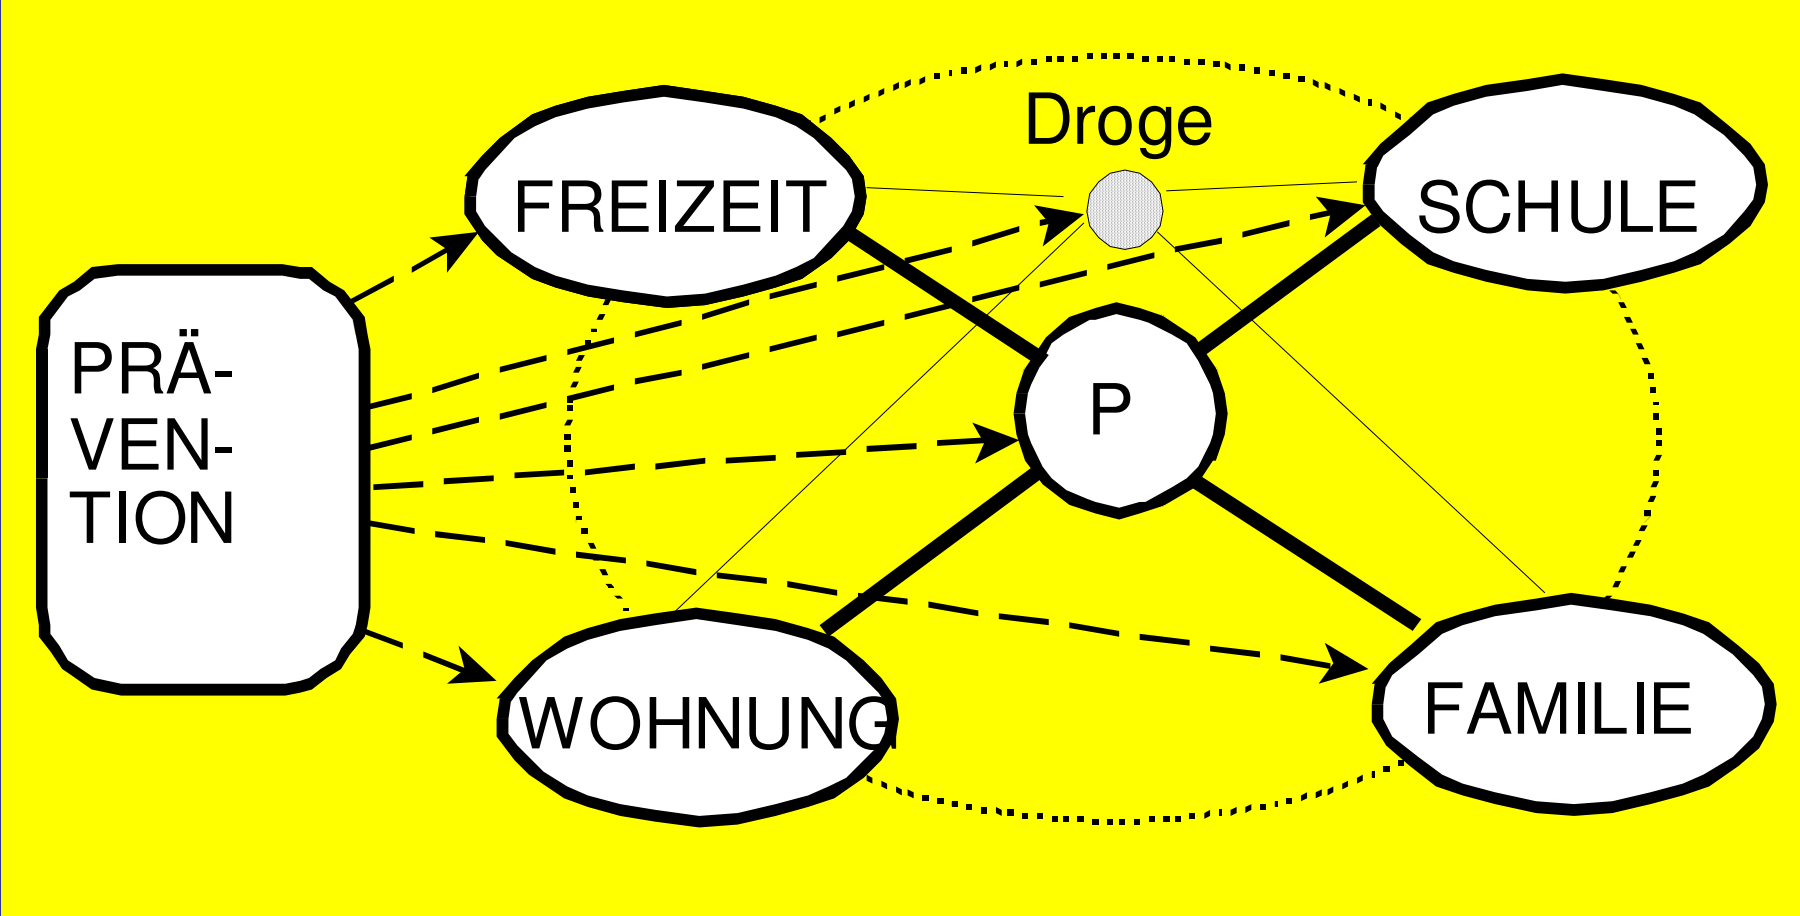 Droge
FREIZEIT
SCHULE
PRÄ-
VEN-
TION
P
WOHNUNG
FAMILIE